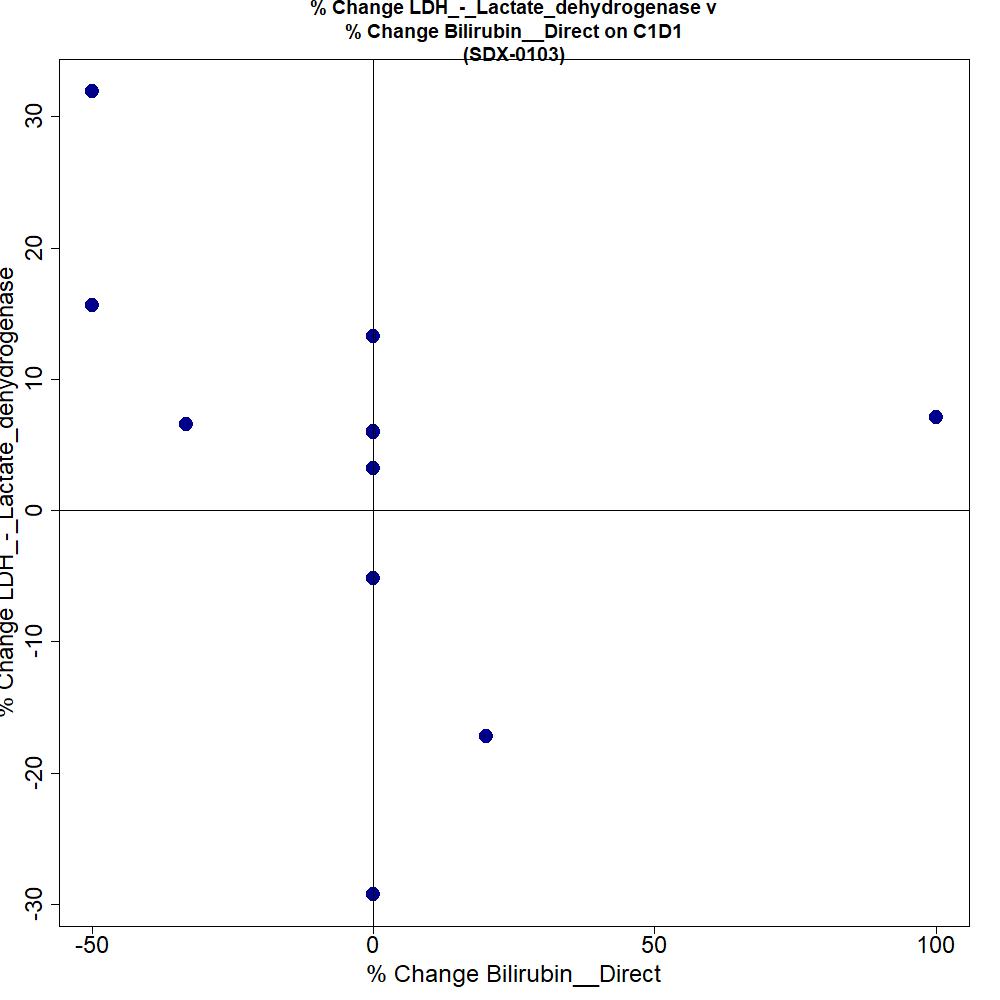 % Change LDH_-_Lactate_dehydrogenase v
% Change Bilirubin__Direct on C1D1
(SDX-0103)
% Change LDH_-_Lactate_dehydrogenase
30
20
10
0
-10
-20
-30
-50
0
50
100
% Change Bilirubin__Direct